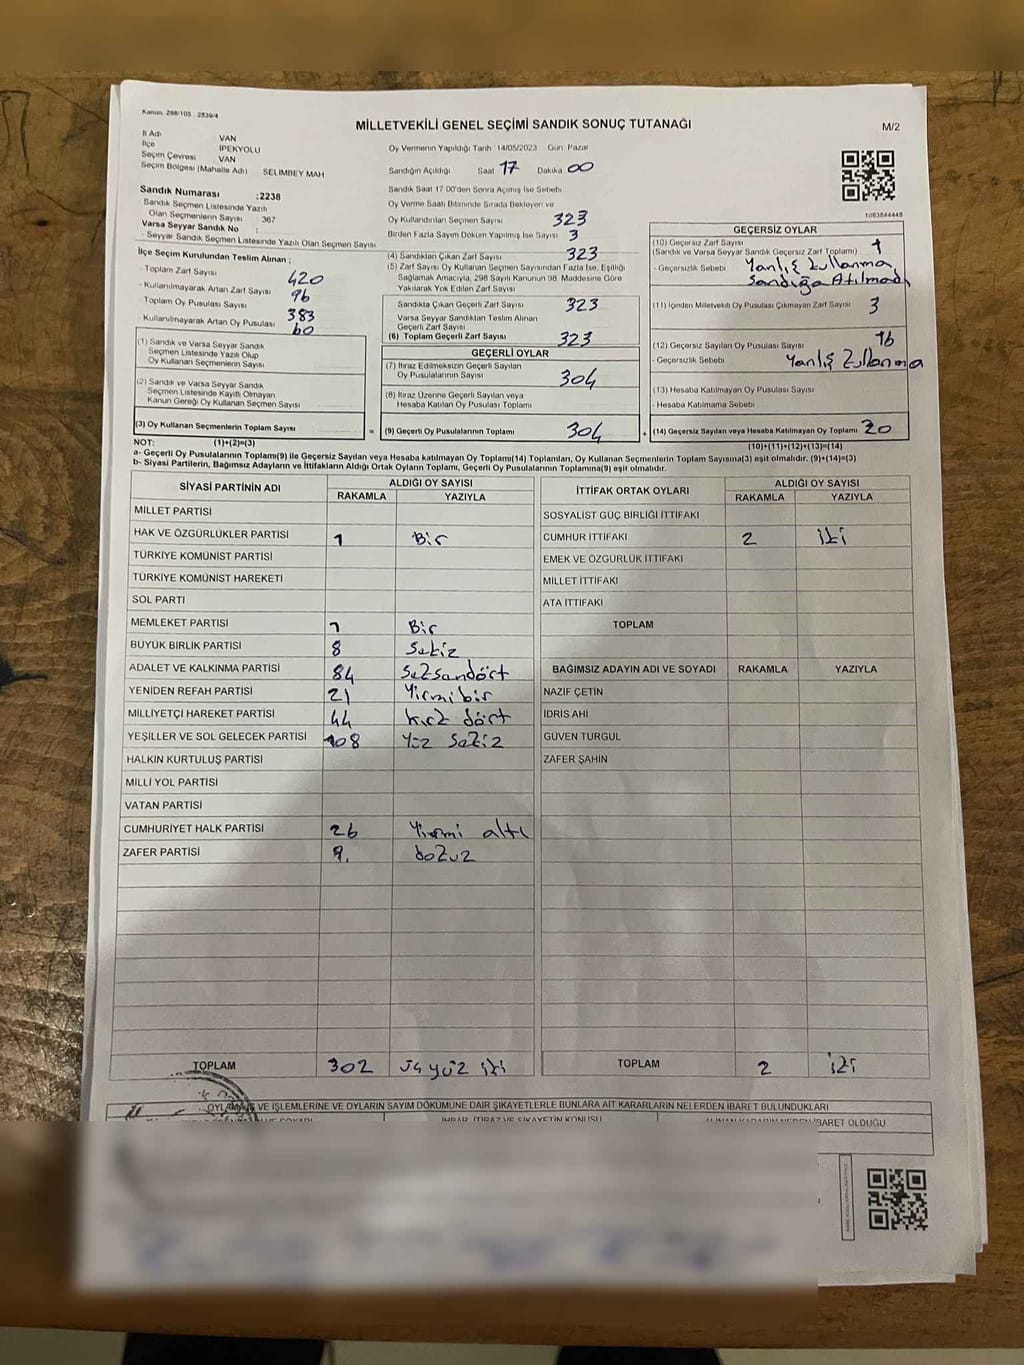 Kanun, 298/105 , 2839/4
MİLLETVEKİLİ GENEL SEÇİMİ SANDIK SONUÇ TUTANAĞI
M/2
İl Adı VAN
İlçe İPEKYOLU
Seçim Çevresi VAN
Seçim Bölgesi (Mahalle Adı) SELİMBEY MAH
Sandık Numarası :2238
Sandık Seçmen Listesinde Yazılı
Olan Seçmenlerin Sayısı 367
Varsa Seyyar Sandık No :
- Seyyar Sandık Seçmen Listesinde Yazılı Olan Seçmen Sayısı
İlçe Seçim Kurulundan Teslim Alınan ;
- Toplam Zarf Sayısı 420
- Kullanılmayarak Artan Zarf Sayısı 96
- Toplam Oy Pusulası Sayısı 383
- Kullanılmayarak Artan Oy Pusulası 60
(1) Sandık ve Varsa Seyyar Sandık
Seçmen Listesinde Yazılı Olup
Oy Kullanan Seçmenlerin Sayısı
(2) Sandık ve Varsa Seyyar Sandık
Seçmen Listesinde Kayıtlı Olmayan
Kanun Gereği Oy Kullanan Seçmen Sayısı
(3) Oy Kullanan Seçmenlerin Toplam Sayısı =
Oy Vermenin Yapıldığı Tarih 14/05/2023 Gün Pazar
Sandığın Açıldığı Saat 17 Dakika 00
Sandık Saat 17 00'den Sonra Açılmış İse Sebebi
Oy Verme Saati Bitiminde Sırada Bekleyen ve
Oy Kullandırılan Seçmen Sayısı 323
Birden Fazla Sayım Döküm Yapılmış İse Sayısı 3
(4) Sandıktan Çıkan Zarf Sayısı 323
(5) Zarf Sayısı Oy Kullanan Seçmen Sayısından Fazla İse, Eşitliği
Sağlamak Amacıyla, 298 Sayılı Kanunun 98. Maddesine Göre
Yakılarak Yok Edilen Zarf Sayısı
Sandıkta Çıkan Geçerli Zarf Sayısı 323
Varsa Seyyar Sandıktan Teslim Alınan
Geçerli Zarf Sayısı
(6) Toplam Geçerli Zarf Sayısı 323
GEÇERLİ OYLAR
(7) İtiraz Edilmeksizin Geçerli Sayılan
Oy Pusulalarının Sayısı 304
(8) İtiraz Üzerine Geçerli Sayılan veya
Hesaba Katılan Oy Pusulası Toplamı
(9) Geçerli Oy Pusulalarının Toplamı 304 +
1083844448
GEÇERSİZ OYLAR
(10) Geçersiz Zarf Sayısı
(Sandık ve Varsa Seyyar Sandık Geçersiz Zarf Toplamı) 1
- Geçersizlik Sebebi Yanlış kullanma,
sandığa Atılmadı
(11) İçinden Milletvekili Oy Pusulası Çıkmayan Zarf Sayısı 3
(12) Geçersiz Sayılan Oy Pusulası Sayısı 16
- Geçersizlik Sebebi Yanlış kullanma
(13) Hesaba Katılmayan Oy Pusulası Sayısı
- Hesaba Katılmama Sebebi
(14) Geçersiz Sayılan veya Hesaba Katılmayan Oy Toplamı 20
NOT: (1)+(2)=(3) (10)+(11)+(12)+(13)=(14)
a- Geçerli Oy Pusulalarının Toplamı(9) ile Geçersiz Sayılan veya Hesaba katılmayan Oy Toplamı(14) Toplamları, Oy Kullanan Seçmenlerin Toplam Sayısına(3) eşit olmalıdır. (9)+(14)=(3)
b- Siyasi Partilerin, Bağımsız Adayların ve İttifakların Aldığı Ortak Oyların Toplamı, Geçerli Oy Pusulalarının Toplamına(9) eşit olmalıdır.
SİYASİ PARTİNİN ADI ALDIĞI OY SAYISI
RAKAMLA YAZIYLA
MİLLET PARTİSİ
HAK VE ÖZGÜRLÜKLER PARTİSİ 1 Bir
TÜRKİYE KOMÜNİST PARTİSİ
TÜRKİYE KOMÜNİST HAREKETİ
SOL PARTİ
MEMLEKET PARTİSİ 1 Bir
BÜYÜK BİRLİK PARTİSİ 8 Sekiz
ADALET VE KALKINMA PARTİSİ 84 Seksandört
YENİDEN REFAH PARTİSİ 21 Yirmibir
MİLLİYETÇİ HAREKET PARTİSİ 44 kırk dört
YEŞİLLER VE SOL GELECEK PARTİSİ 108 Yüz Sekiz
HALKIN KURTULUŞ PARTİSİ
MİLLİ YOL PARTİSİ
VATAN PARTİSİ
CUMHURİYET HALK PARTİSİ 26 Yirmi altı
ZAFER PARTİSİ 9. dokuz
TOPLAM 302 üç yüz iki
İTTİFAK ORTAK OYLARI ALDIĞI OY SAYISI
RAKAMLA YAZIYLA
SOSYALİST GÜÇ BİRLİĞİ İTTİFAKI
CUMHUR İTTİFAKI 2 iki
EMEK VE ÖZGÜRLÜK İTTİFAKI
MİLLET İTTİFAKI
ATA İTTİFAKI
TOPLAM
BAĞIMSIZ ADAYIN ADI VE SOYADI RAKAMLA YAZIYLA
NAZİF ÇETİN
İDRİS AHİ
GÜVEN TURGUL
ZAFER ŞAHİN
TOPLAM 2 iki
OYLAMA İŞ VE İŞLEMLERİNE VE OYLARIN SAYIM DÖKÜMÜNE DAİR ŞİKAYETLERLE BUNLARA AİT KARARLARIN NELERDEN İBARET BULUNDUKLARI
İHBAR, İTİRAZ VE ŞİKAYETİN KONUSU
İBARET OLDUĞU